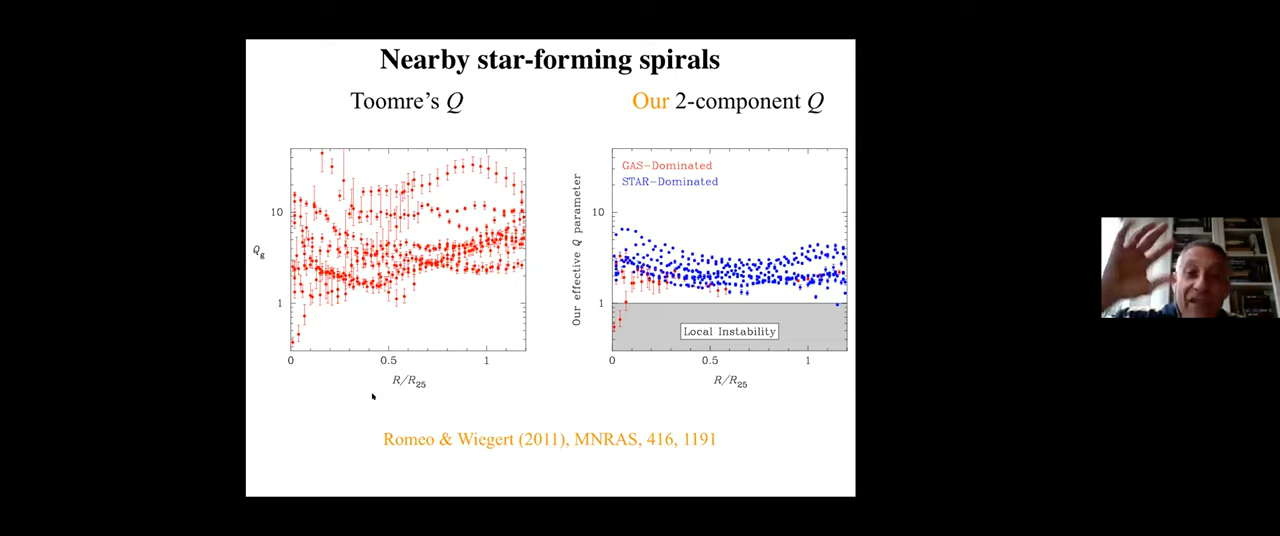 Nearby star-forming spirals
Toomre's Q
Our 2-component Q
10
1
Qg
0
0.5
1
R/R25
GAS-Dominated
STAR-Dominated
10
1
Our effective Q parameter
Local Instability
0
0.5
1
R/R25
Romeo & Wiegert (2011), MNRAS, 416, 1191